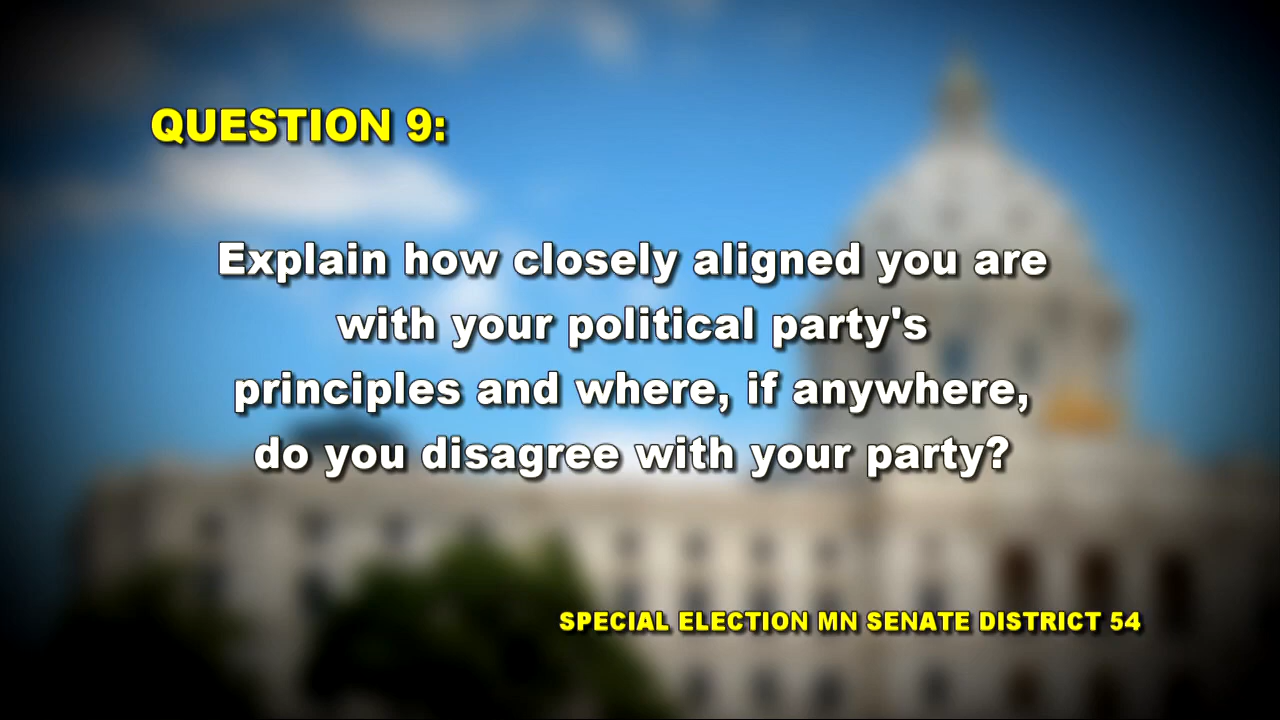 QUESTION 9:
Explain how closely aligned you are
with your political party's
principles and where, if anywhere,
do you disagree with your party?
SPECIAL ELECTION MN SENATE DISTRICT 54